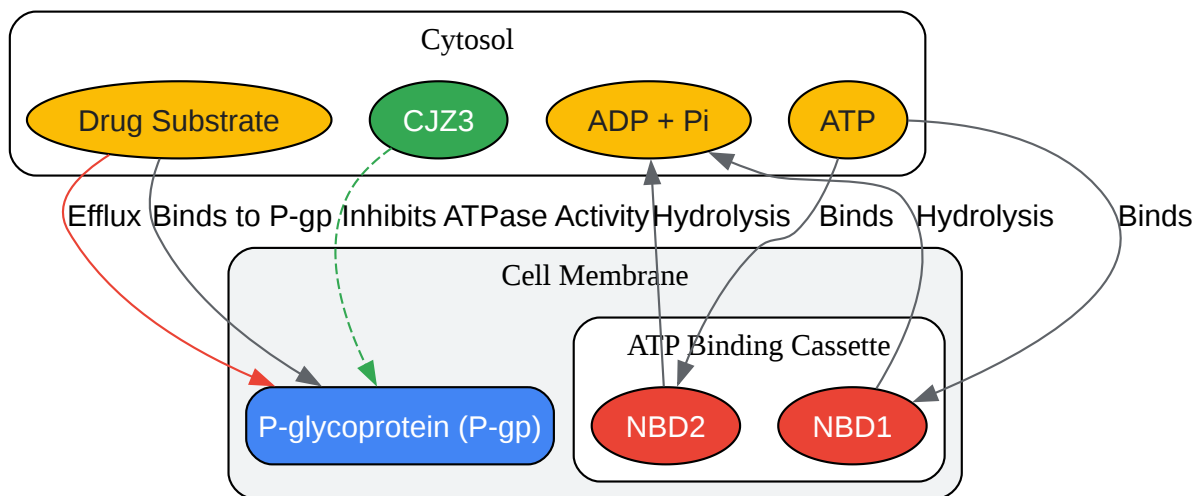 Cytosol
Drug Substrate
CJZ3
ADP + Pi
ATP
Efflux
Binds to P-gp
Inhibits ATPase Activity
Hydrolysis
Binds
Hydrolysis
Binds
Cell Membrane
ATP Binding Cassette
P-glycoprotein (P-gp)
NBD2
NBD1